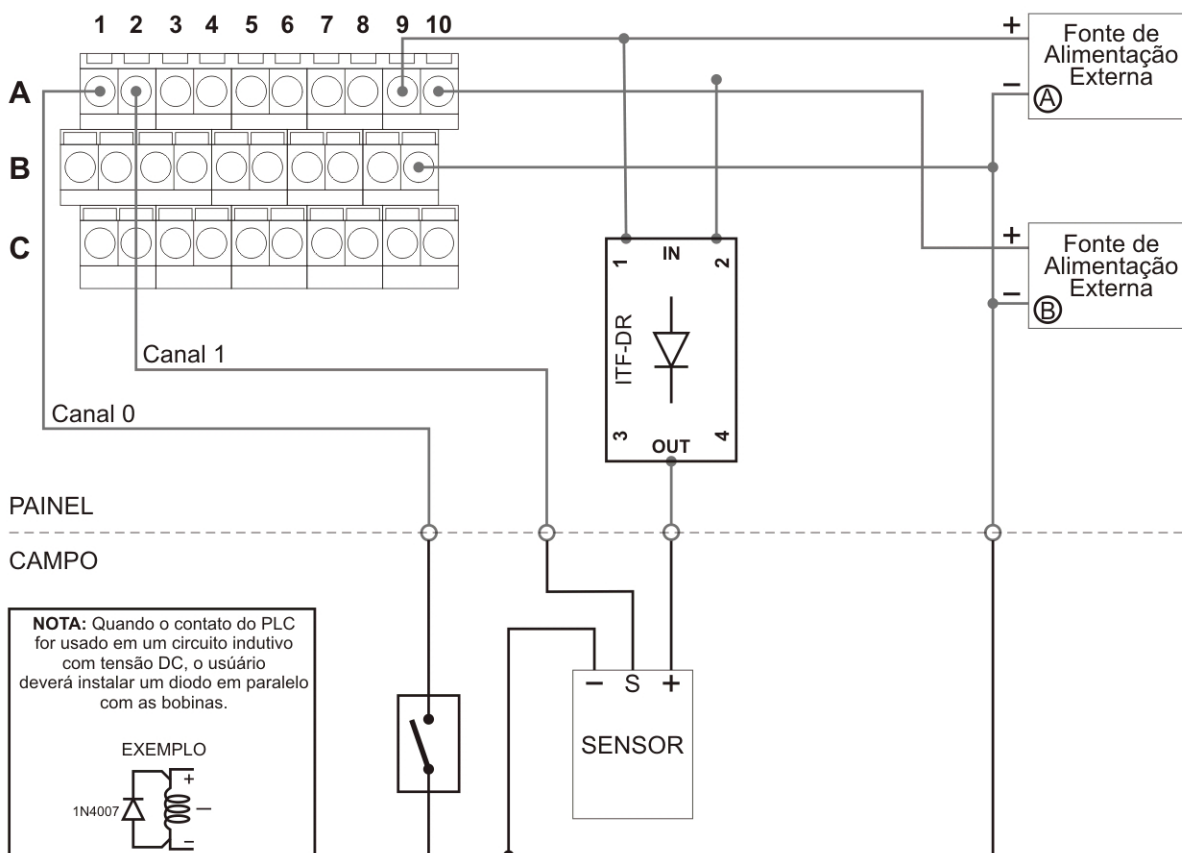 1 2 3 4 5 6 7 8 9 10
A
B
C
+ Fonte de
Alimentação
Externa
− A
+ Fonte de
Alimentação
Externa
− B
1 IN 2
ITF-DR
3 OUT 4
Canal 1
Canal 0
PAINEL
CAMPO
NOTA: Quando o contato do PLC
for usado em um circuito indutivo
com tensão DC, o usúário
deverá instalar um diodo em paralelo
com as bobinas.
EXEMPLO
1N4007
+
−
− S +
SENSOR